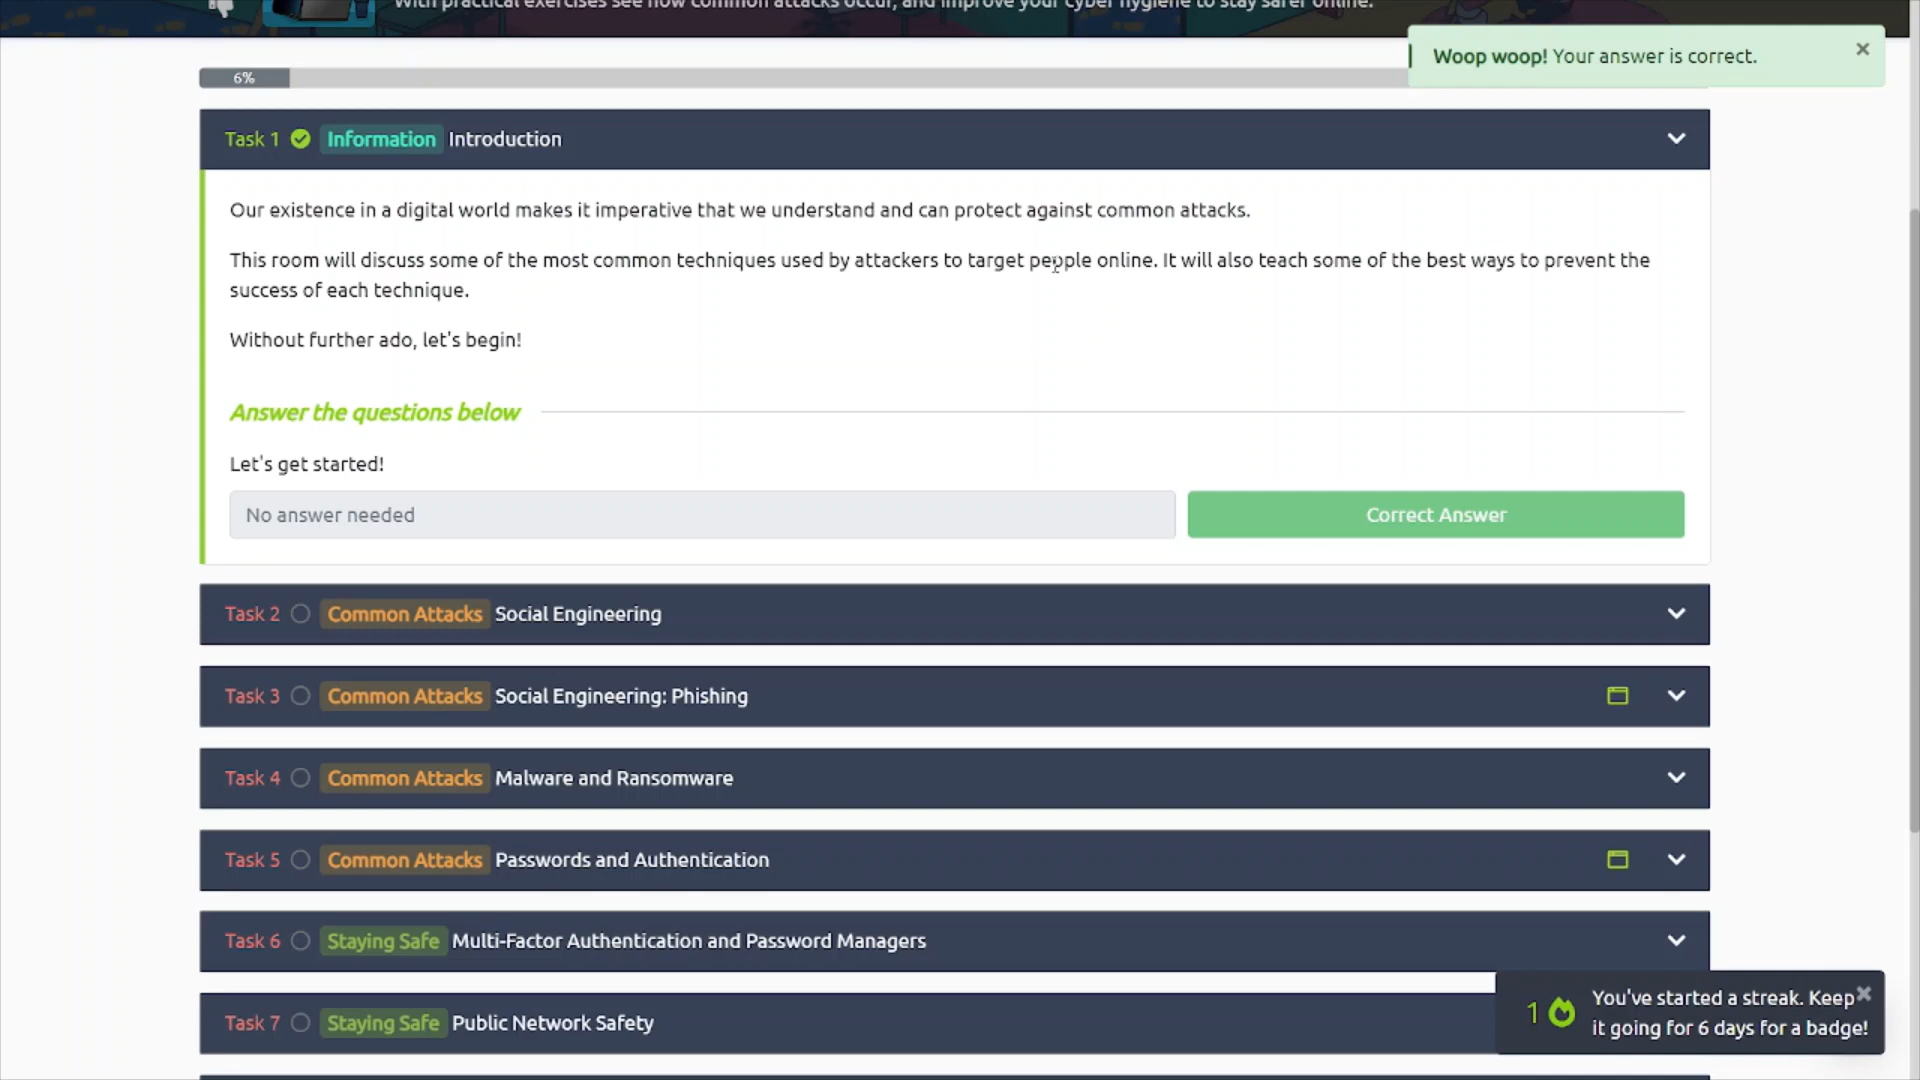 With practical exercises see how common attacks occur, and improve your cyber hygiene to stay safer online.
Woop woop! Your answer is correct.
6%
Task 1 Information Introduction
Our existence in a digital world makes it imperative that we understand and can protect against common attacks.
This room will discuss some of the most common techniques used by attackers to target people online. It will also teach some of the best ways to prevent the
success of each technique.
Without further ado, let's begin!
Answer the questions below
Let's get started!
No answer needed
Correct Answer
Task 2 Common Attacks Social Engineering
Task 3 Common Attacks Social Engineering: Phishing
Task 4 Common Attacks Malware and Ransomware
Task 5 Common Attacks Passwords and Authentication
Task 6 Staying Safe Multi-Factor Authentication and Password Managers
Task 7 Staying Safe Public Network Safety
1 You've started a streak. Keep
it going for 6 days for a badge!